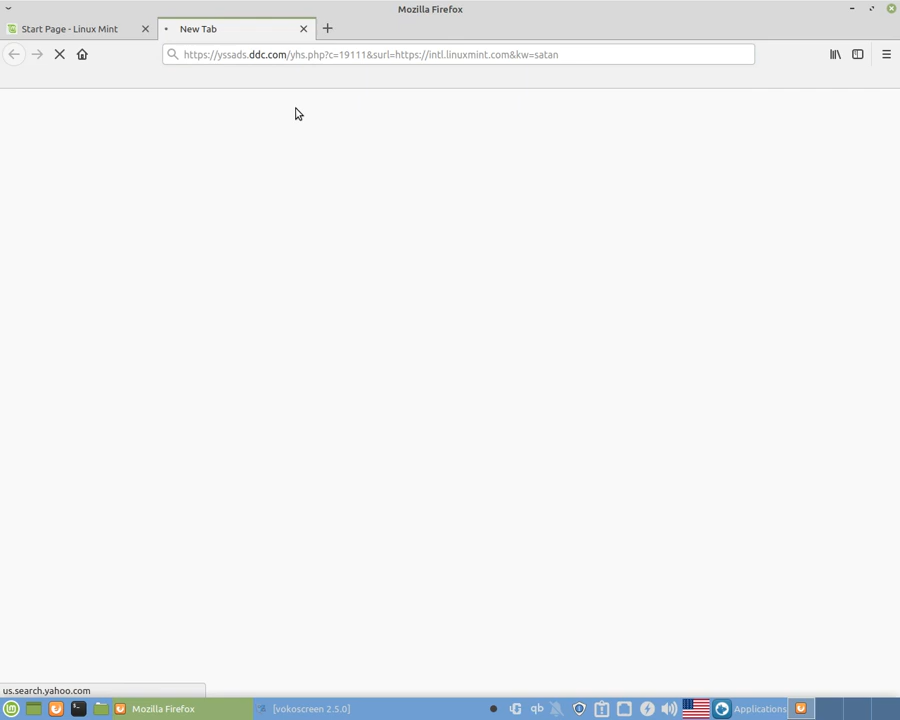 Mozilla Firefox
Start Page - Linux Mint
New Tab
https://yssads.ddc.com/yhs.php?c=19111&surl=https://intl.linuxmint.com&kw=satan
us.search.yahoo.com
Mozilla Firefox
[vokoscreen 2.5.0]
qb
Applications